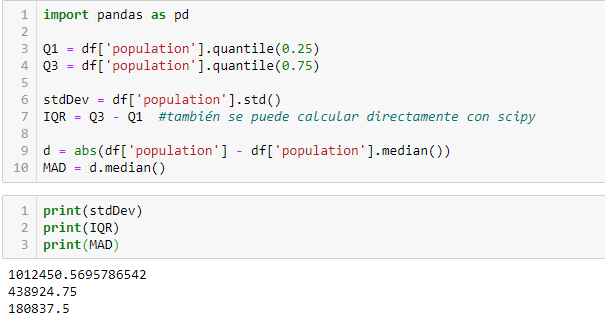 1 import pandas as pd
2
3 Q1 = df['population'].quantile(0.25)
4 Q3 = df['population'].quantile(0.75)
5
6 stdDev = df['population'].std()
7 IQR = Q3 - Q1  #también se puede calcular directamente con scipy
8
9 d = abs(df['population'] - df['population'].median())
10 MAD = d.median()
1 print(stdDev)
2 print(IQR)
3 print(MAD)
1012450.5695786542
438924.75
180837.5